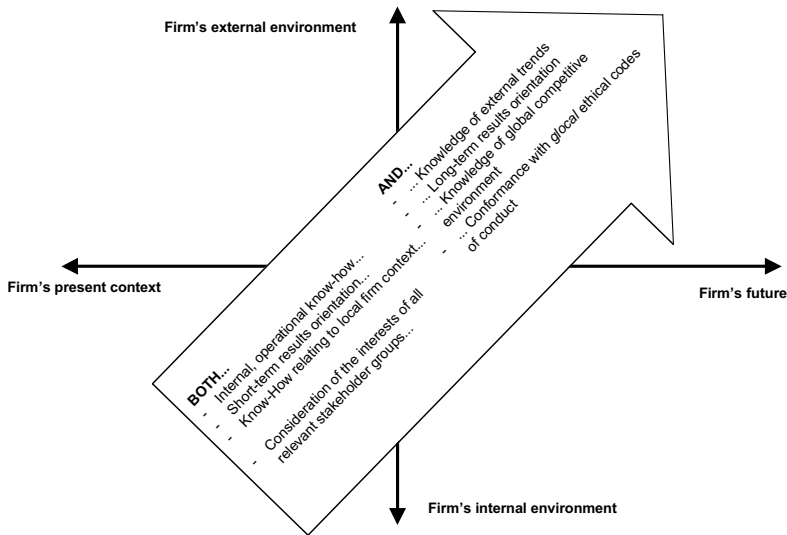 Firm's external environment
AND...
- ... Knowledge of external trends
- ... Long-term results orientation
- ... Knowledge of global competitive
environment
- ... Conformance with glocal ethical codes
of conduct
Firm's present context
Firm's future
BOTH...
- Internal, operational know-how...
- Short-term results orientation...
- Know-How relating to local firm context...
- Consideration of the interests of all
relevant stakeholder groups...
Firm's internal environment